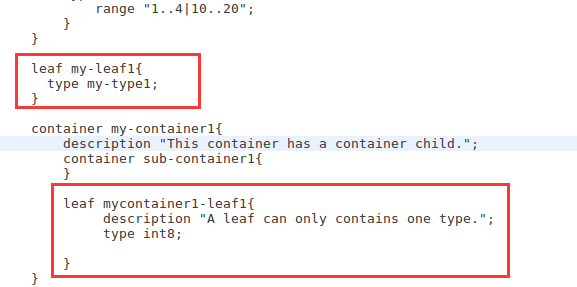 range "1..4|10..20";
}
}
leaf my-leaf1{
type my-type1;
}
container my-container1{
description "This container has a container child.";
container sub-container1{
}
leaf mycontainer1-leaf1{
description "A leaf can only contains one type.";
type int8;
}
}